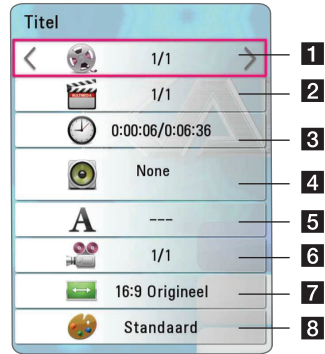 Titel
1/1 1
1/1 2
0:00:06/0:06:36 3
None 4
A --- 5
1/1 6
16:9 Origineel 7
Standaard 8